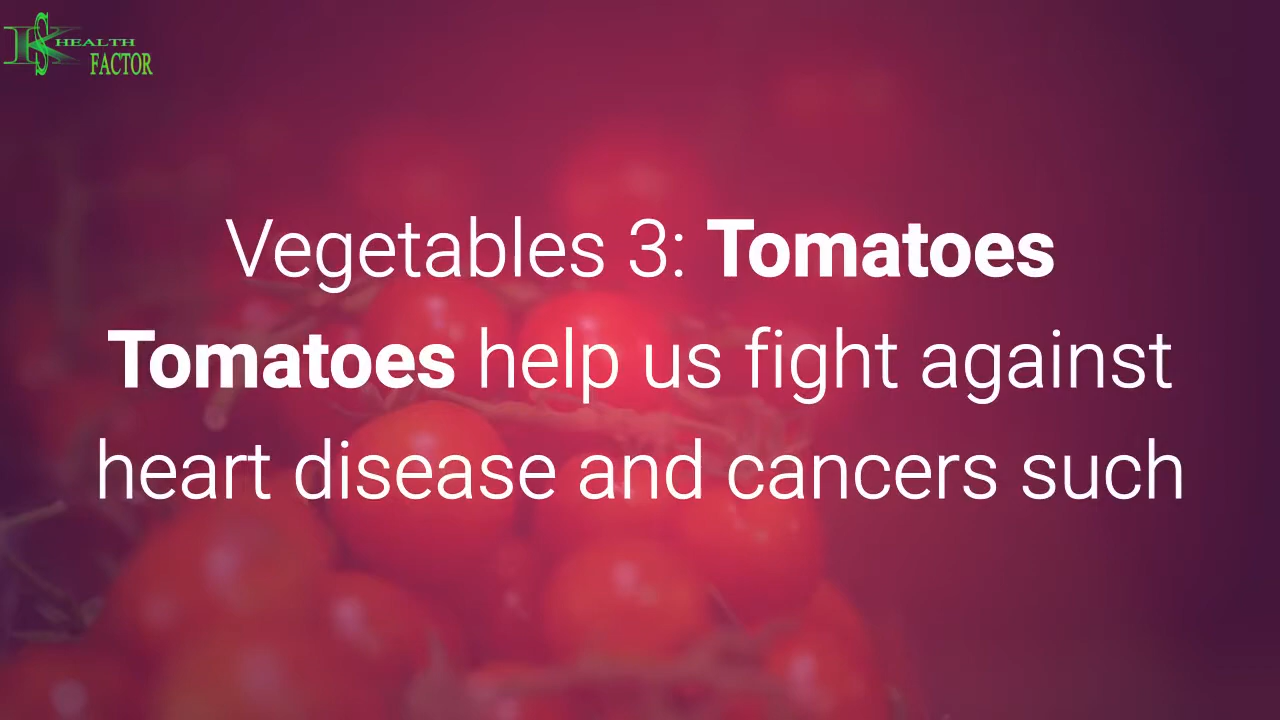 HEALTH
FACTOR
Vegetables 3: Tomatoes
Tomatoes help us fight against
heart disease and cancers such